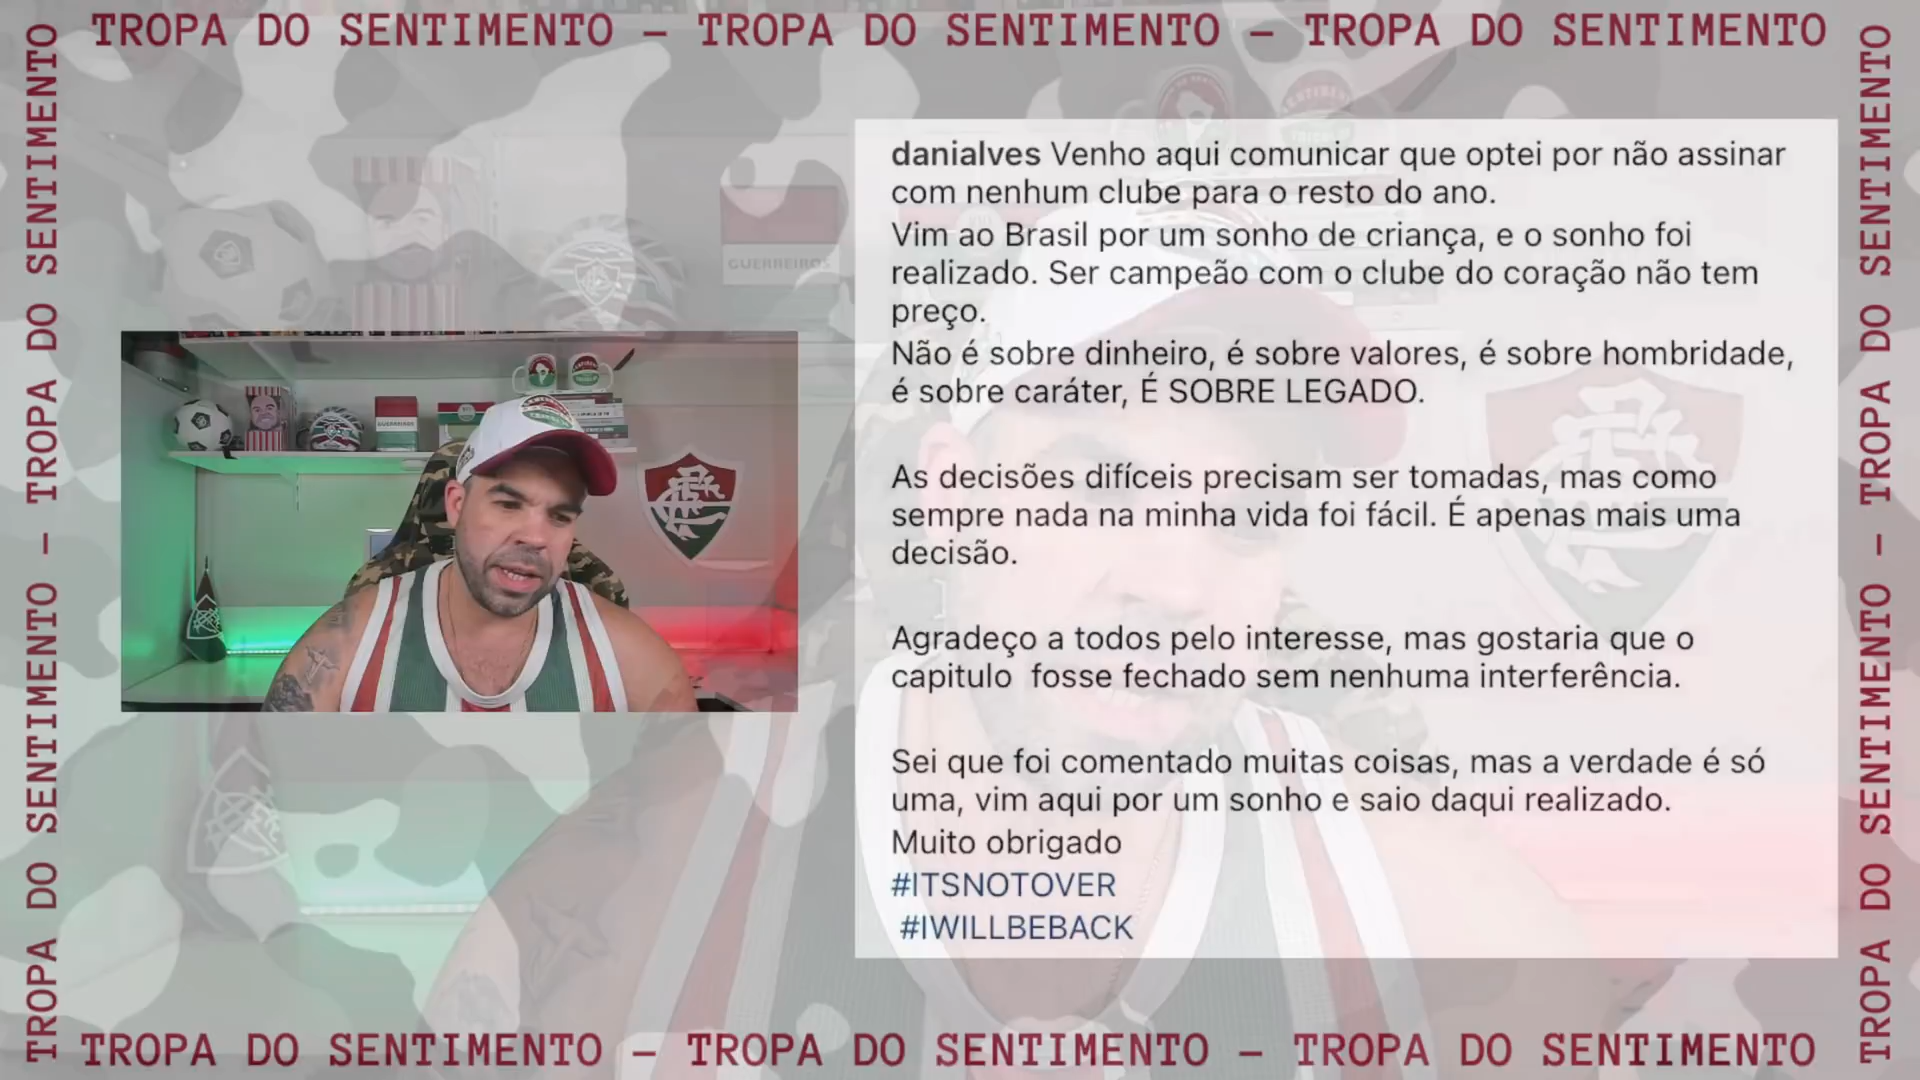 TROPA DO SENTIMENTO – TROPA DO SENTIMENTO – TROPA DO SENTIMENTO
TROPA DO SENTIMENTO – TROPA DO SENTIMENTO
danialves Venho aqui comunicar que optei por não assinar
com nenhum clube para o resto do ano.
Vim ao Brasil por um sonho de criança, e o sonho foi
realizado. Ser campeão com o clube do coração não tem
preço.
Não é sobre dinheiro, é sobre valores, é sobre hombridade,
é sobre caráter, É SOBRE LEGADO.
As decisões difíceis precisam ser tomadas, mas como
sempre nada na minha vida foi fácil. É apenas mais uma
decisão.
Agradeço a todos pelo interesse, mas gostaria que o
capitulo  fosse fechado sem nenhuma interferência.
Sei que foi comentado muitas coisas, mas a verdade é só
uma, vim aqui por um sonho e saio daqui realizado.
Muito obrigado
#ITSNOTOVER
#IWILLBEBACK
GUERREIROS
GUERREIROS
TROPA DO SENTIMENTO – TROPA DO SENTIMENTO
TROPA DO SENTIMENTO – TROPA DO SENTIMENTO – TROPA DO SENTIMENTO